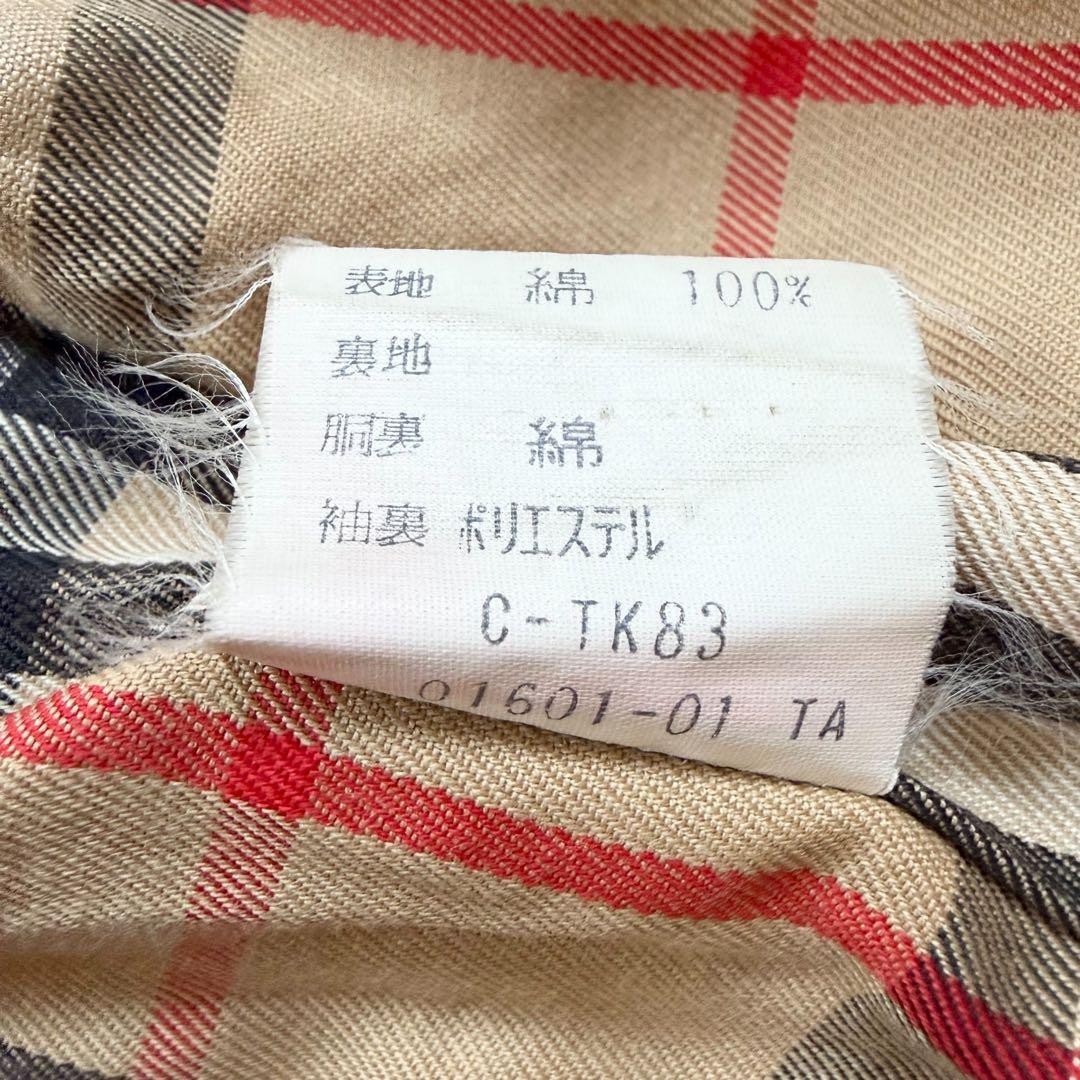 表地 綿 100%
裏地
胴裏 綿
袖裏 ポリエステル
C-TK83
01601-01 TA